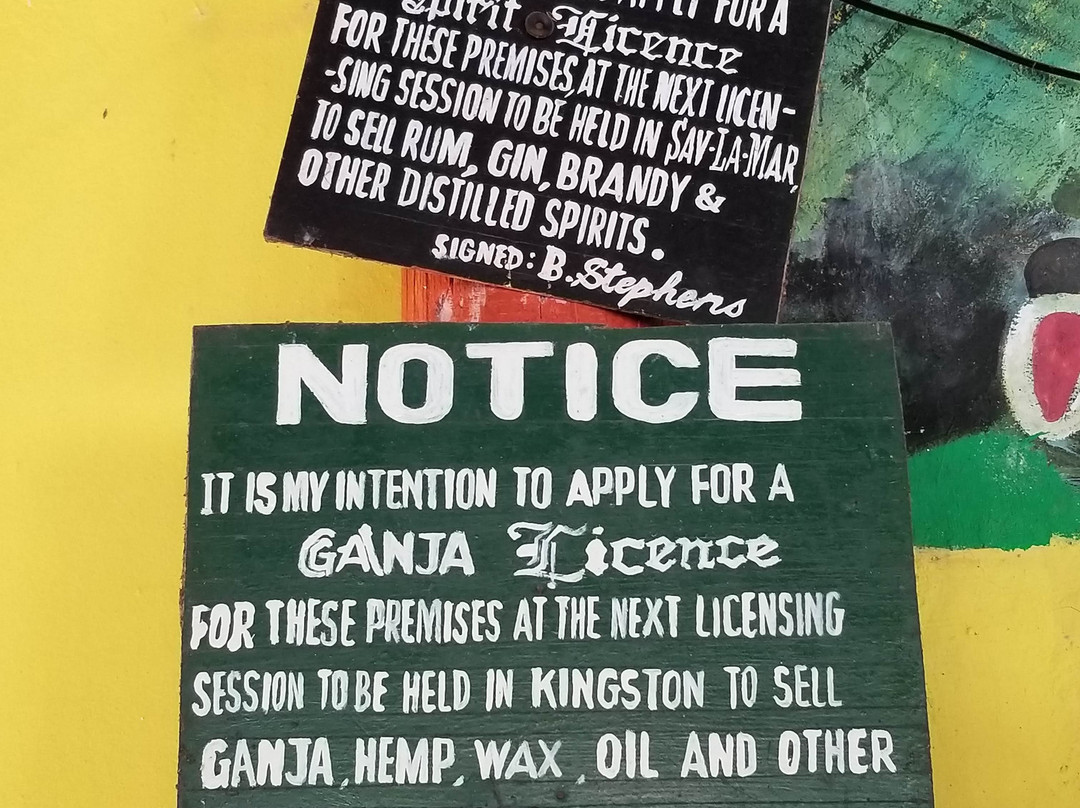 FOR A
Spirit Licence
FOR THESE PREMISES, AT THE NEXT LICEN-
-SING SESSION TO BE HELD IN SAV-LA-MAR,
TO SELL RUM, GIN, BRANDY &
OTHER DISTILLED SPIRITS.
SIGNED: B. Stephens
NOTICE
IT IS MY INTENTION TO APPLY FOR A
GANJA Licence
FOR THESE PREMISES AT THE NEXT LICENSING
SESSION TO BE HELD IN KINGSTON TO SELL
GANJA, HEMP, WAX, OIL AND OTHER